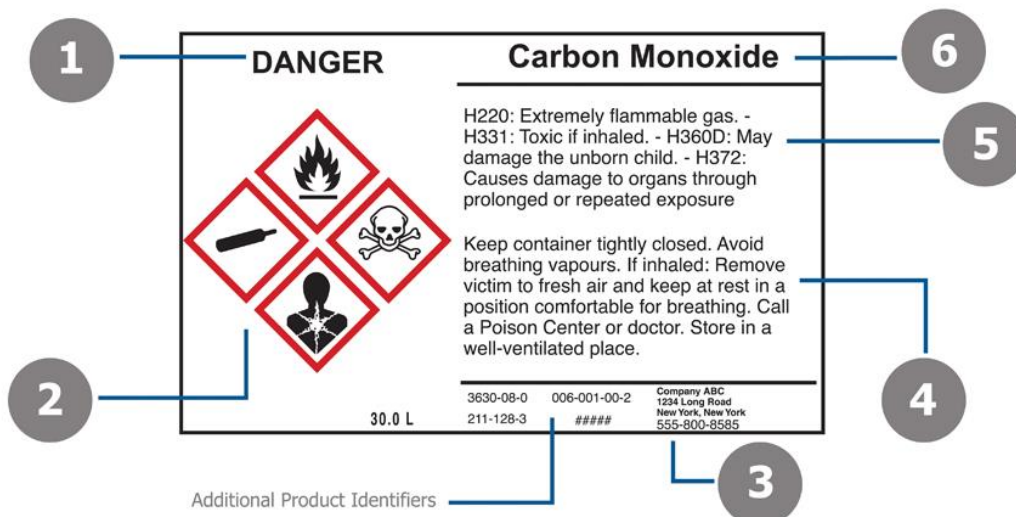 1
DANGER
Carbon Monoxide
6
H220: Extremely flammable gas. -
H331: Toxic if inhaled. - H360D: May
damage the unborn child. - H372:
Causes damage to organs through
prolonged or repeated exposure
5
Keep container tightly closed. Avoid
breathing vapours. If inhaled: Remove
victim to fresh air and keep at rest in a
position comfortable for breathing. Call
a Poison Center or doctor. Store in a
well-ventilated place.
2
4
30.0 L
3630-08-0 006-001-00-2
211-128-3 #####
Company ABC
1234 Long Road
New York, New York
555-800-8585
3
Additional Product Identifiers